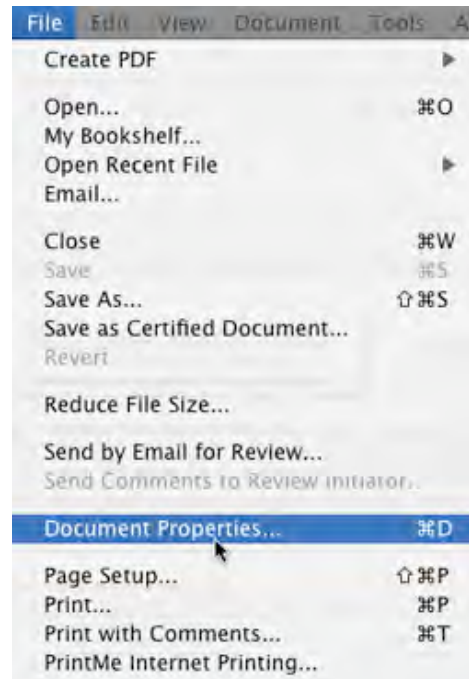 File Edit View Document Tools A
Create PDF ▶
Open... ⌘O
My Bookshelf...
Open Recent File ▶
Email...
Close ⌘W
Save ⌘S
Save As... ⇧⌘S
Save as Certified Document...
Revert
Reduce File Size...
Send by Email for Review...
Send Comments to Review Initiator...
Document Properties... ⌘D
Page Setup... ⇧⌘P
Print... ⌘P
Print with Comments... ⌘T
PrintMe Internet Printing...